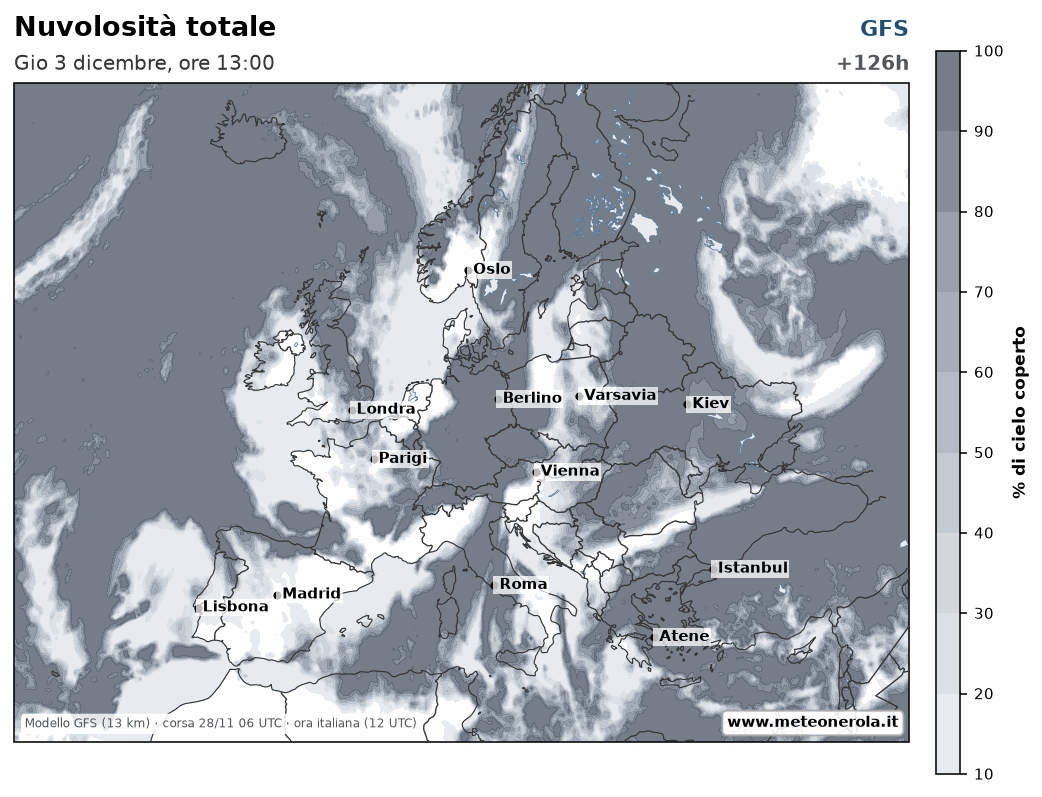 Nuvolosità totale
GFS
Gio 3 dicembre, ore 13:00
+126h
100
90
80
70
60
50
40
30
20
10
% di cielo coperto
Oslo
Londra
Berlino
Varsavia
Kiev
Parigi
Vienna
Istanbul
Roma
Madrid
Lisbona
Atene
Modello GFS (13 km) · corsa 28/11 06 UTC · ora italiana (12 UTC)
www.meteonerola.it